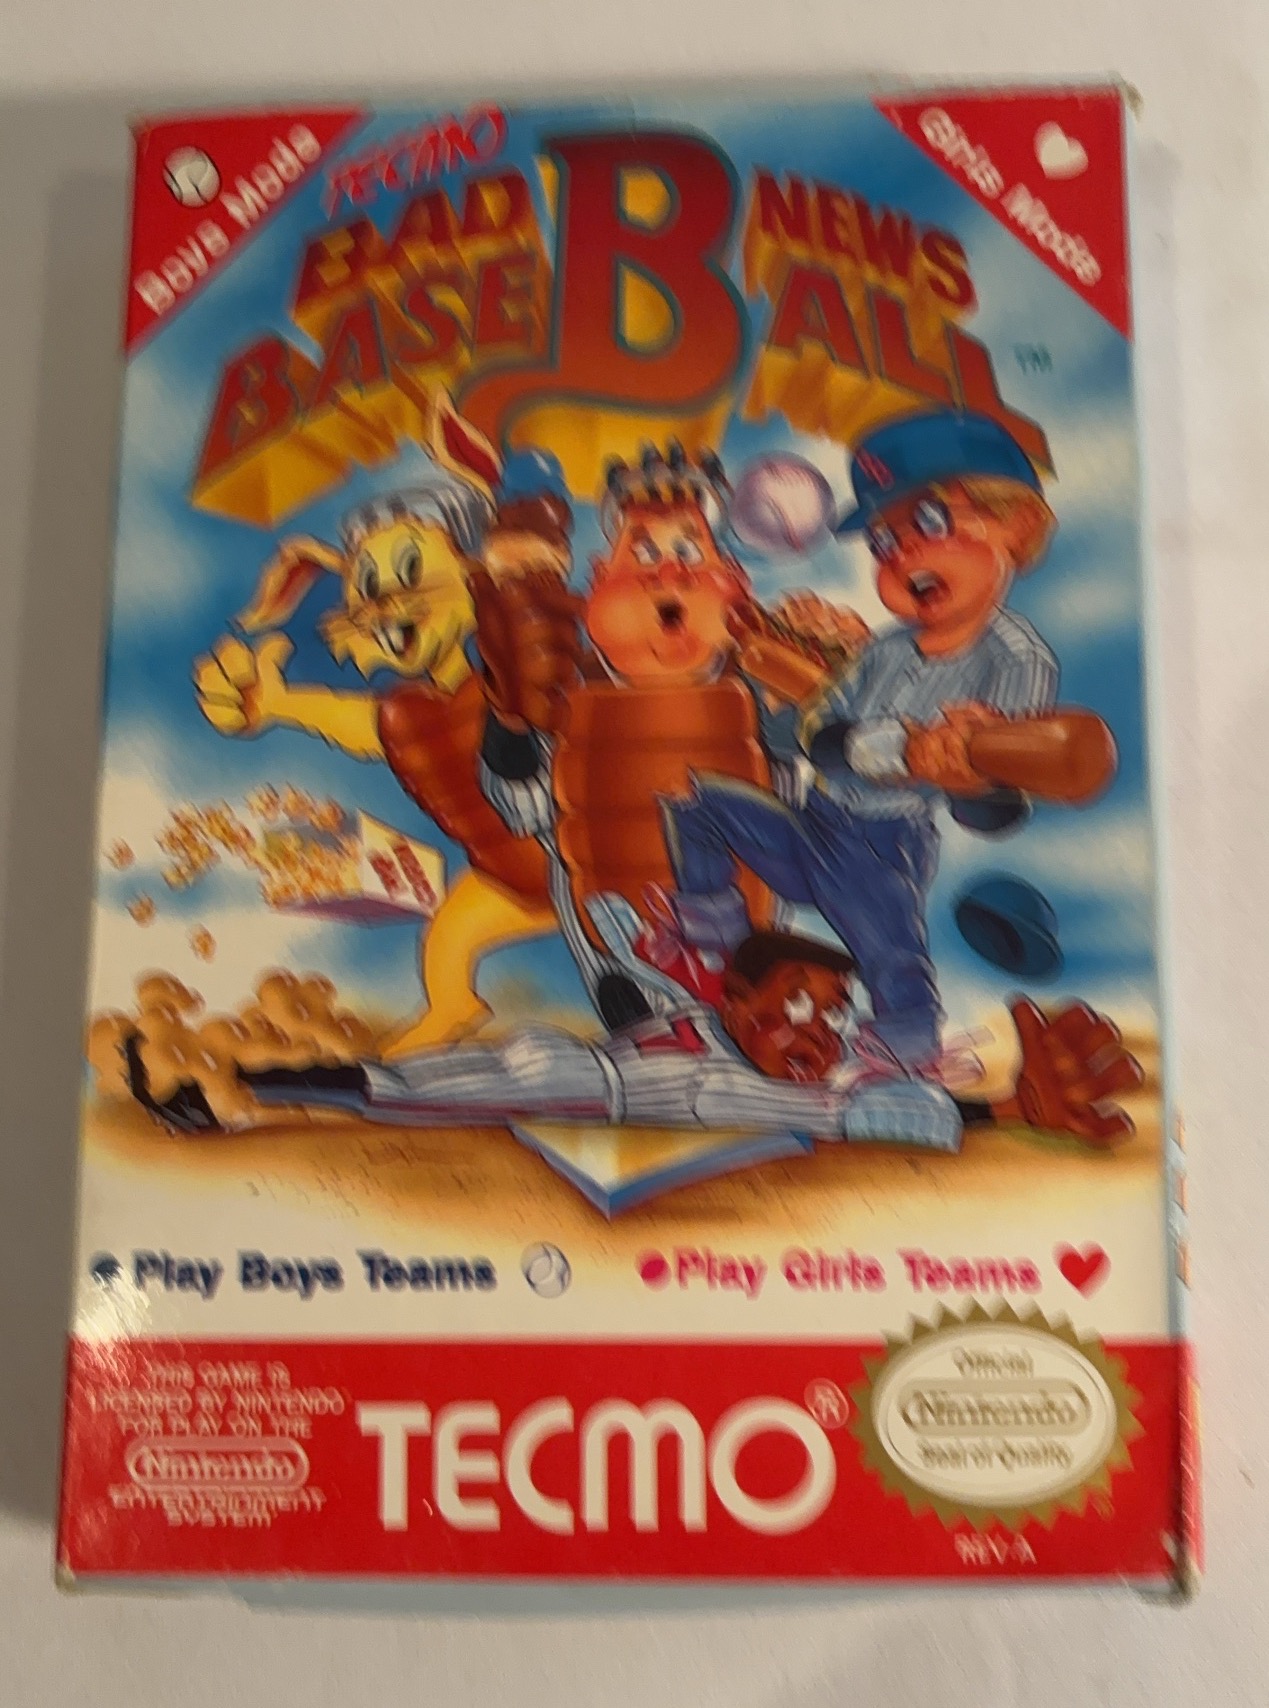 Boys Mode
Girls Mode
TECMO
BAD NEWS
BASEBALL
TM
Play Boys Teams
Play Girls Teams
THIS GAME IS
LICENSED BY NINTENDO
FOR PLAY ON THE
Nintendo
ENTERTAINMENT
SYSTEM
TECMO®
Official
Nintendo
Seal of Quality
REV-A